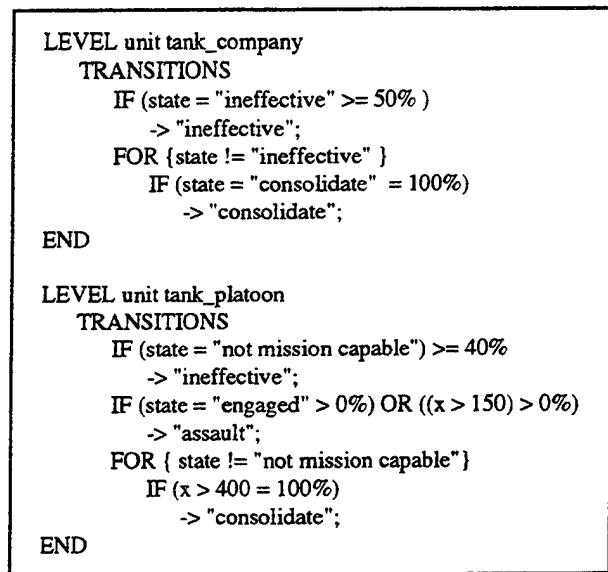 LEVEL unit tank_company
TRANSITIONS
IF (state = "ineffective" >= 50% )
-> "ineffective";
FOR {state != "ineffective" }
IF (state = "consolidate" = 100%)
-> "consolidate";
END
LEVEL unit tank_platoon
TRANSITIONS
IF (state = "not mission capable") >= 40%
-> "ineffective";
IF (state = "engaged" > 0%) OR ((x > 150) > 0%)
-> "assault";
FOR { state != "not mission capable"}
IF (x > 400 = 100%)
-> "consolidate";
END